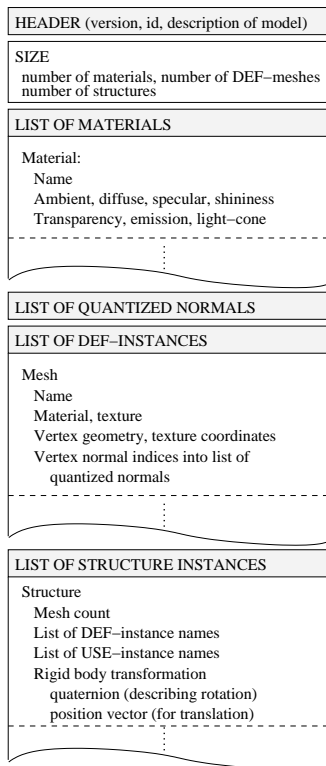 HEADER (version, id, description of model)
SIZE
number of materials, number of DEF−meshes
number of structures
LIST OF MATERIALS
Material:
Name
Ambient, diffuse, specular, shininess
Transparency, emission, light−cone
LIST OF QUANTIZED NORMALS
LIST OF DEF−INSTANCES
Mesh
Name
Material, texture
Vertex geometry, texture coordinates
Vertex normal indices into list of
quantized normals
LIST OF STRUCTURE INSTANCES
Structure
Mesh count
List of DEF−instance names
List of USE−instance names
Rigid body transformation
quaternion (describing rotation)
position vector (for translation)